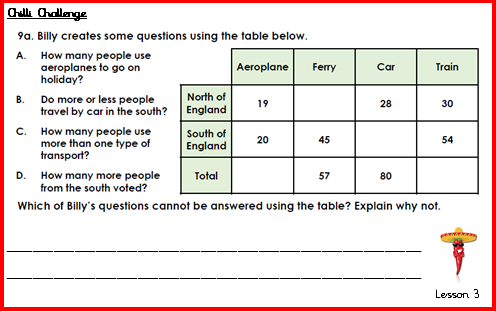 Chilli Challenge
9a. Billy creates some questions using the table below.
A. How many people use
aeroplanes to go on
holiday?
B. Do more or less people
travel by car in the south?
C. How many people use
more than one type of
transport?
D. How many more people
from the south voted?
Aeroplane Ferry Car Train
North of
England 19 28 30
South of
England 20 45 54
Total 57 80
Which of Billy's questions cannot be answered using the table? Explain why not.
Lesson 3